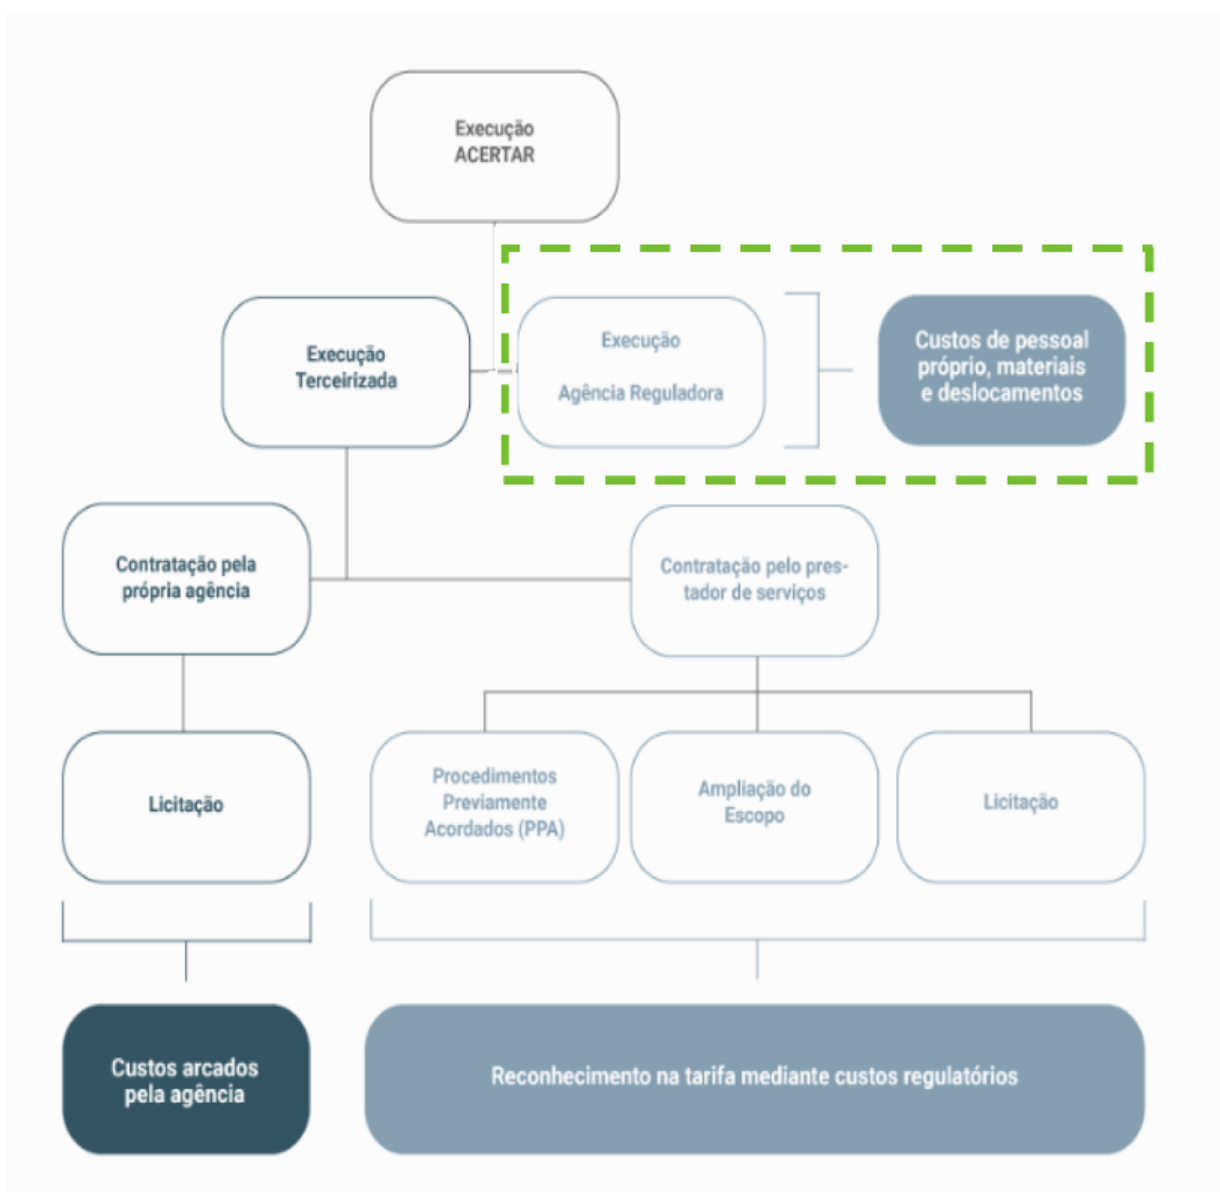 Execução
ACERTAR
Execução
Terceirizada
Execução
Agência Reguladora
Custos de pessoal
próprio, materiais
e deslocamentos
Contratação pela
própria agência
Contratação pelo pres-
tador de serviços
Licitação
Procedimentos
Previamente
Acordados (PPA)
Ampliação do
Escopo
Licitação
Custos arcados
pela agência
Reconhecimento na tarifa mediante custos regulatórios